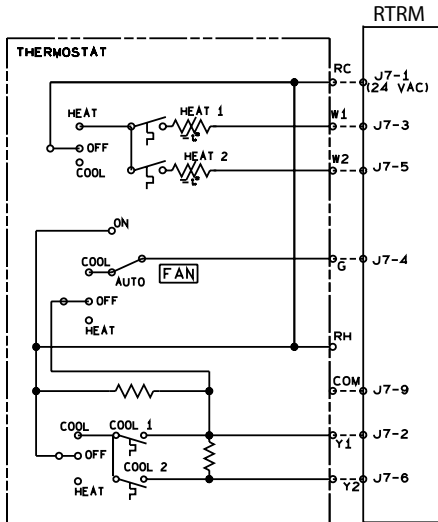 RTRM
THERMOSTAT
RC
J7-1
(24 VAC)
HEAT
HEAT 1
W1
J7-3
OFF
-t°
COOL
HEAT 2
W2
J7-5
-t°
ON
COOL
AUTO
FAN
G
J7-4
OFF
HEAT
RH
COM
J7-9
COOL
COOL 1
Y1
J7-2
OFF
COOL 2
HEAT
Y2
J7-6